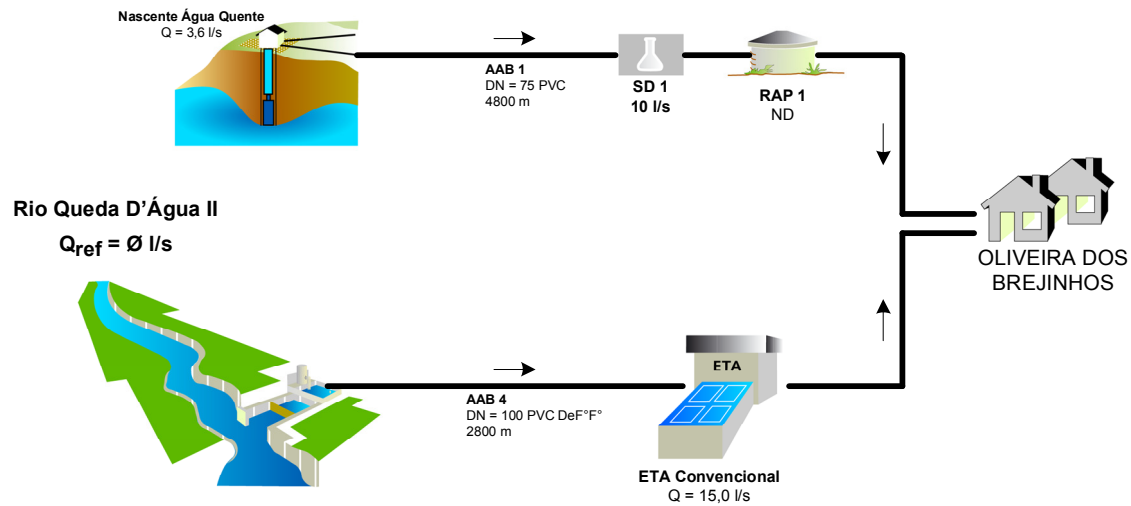 Nascente Água Quente
Q = 3,6 l/s
AAB 1
DN = 75 PVC
4800 m
SD 1
10 l/s
RAP 1
ND
Rio Queda D'Água II
Qref = Ø l/s
OLIVEIRA DOS
BREJINHOS
AAB 4
DN = 100 PVC DeF°F°
2800 m
ETA
ETA Convencional
Q = 15,0 l/s